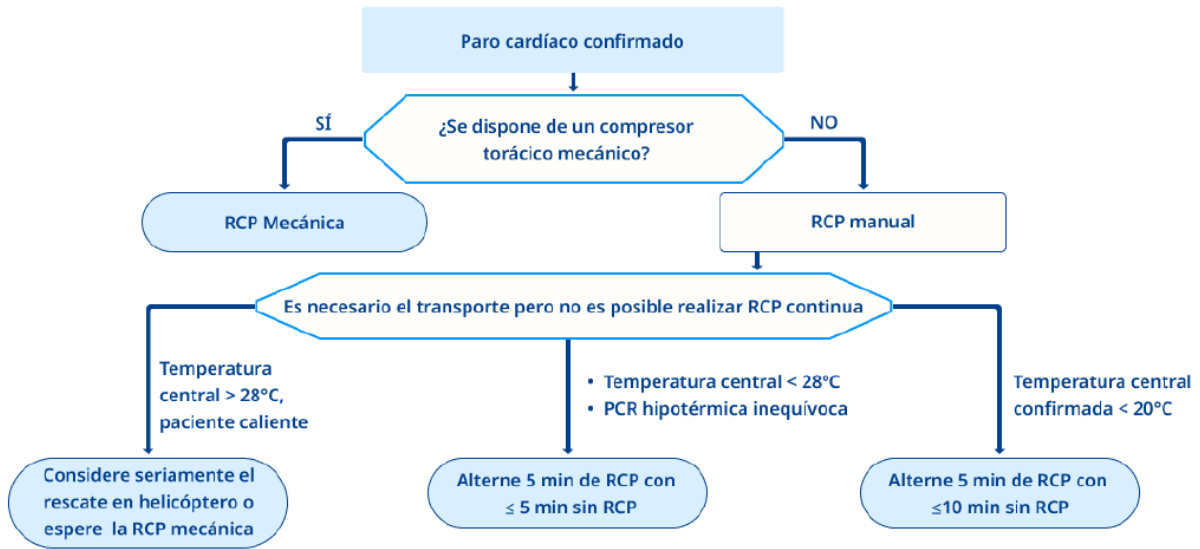 Paro cardíaco confirmado
SÍ
¿Se dispone de un compresor
torácico mecánico?
NO
RCP Mecánica
RCP manual
Es necesario el transporte pero no es posible realizar RCP continua
Temperatura
central > 28°C,
paciente caliente
• Temperatura central < 28°C
• PCR hipotérmica inequívoca
Temperatura central
confirmada < 20°C
Considere seriamente el
rescate en helicóptero o
espere la RCP mecánica
Alterne 5 min de RCP con
≤ 5 min sin RCP
Alterne 5 min de RCP con
≤10 min sin RCP